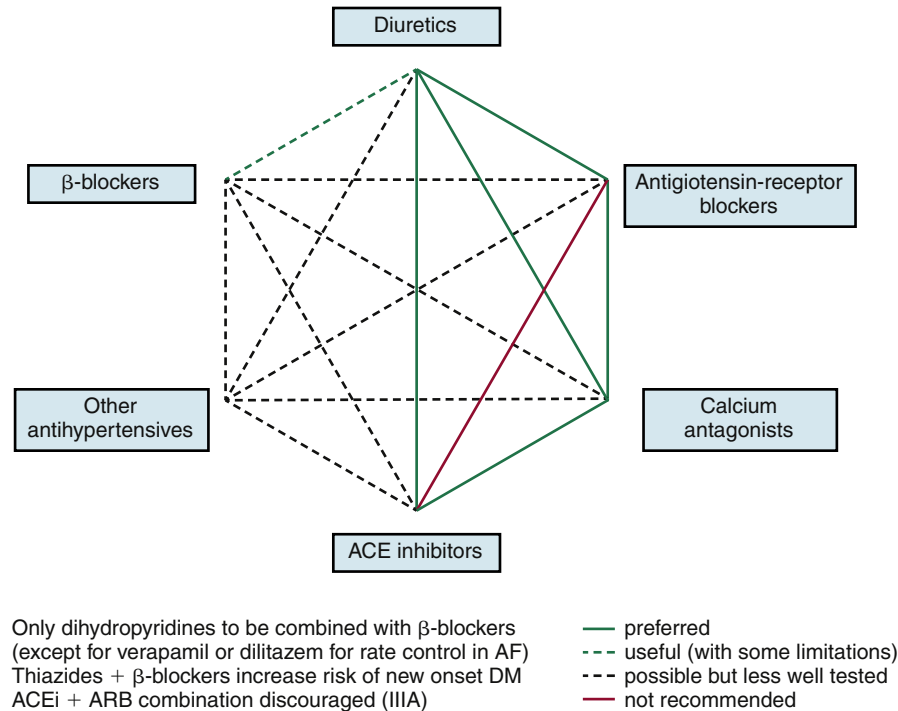 Diuretics
β-blockers
Antigiotensin-receptor
blockers
Other
antihypertensives
Calcium
antagonists
ACE inhibitors
Only dihydropyridines to be combined with β-blockers
(except for verapamil or dilitazem for rate control in AF)
Thiazides + β-blockers increase risk of new onset DM
ACEi + ARB combination discouraged (IIIA)
preferred
useful (with some limitations)
possible but less well tested
not recommended